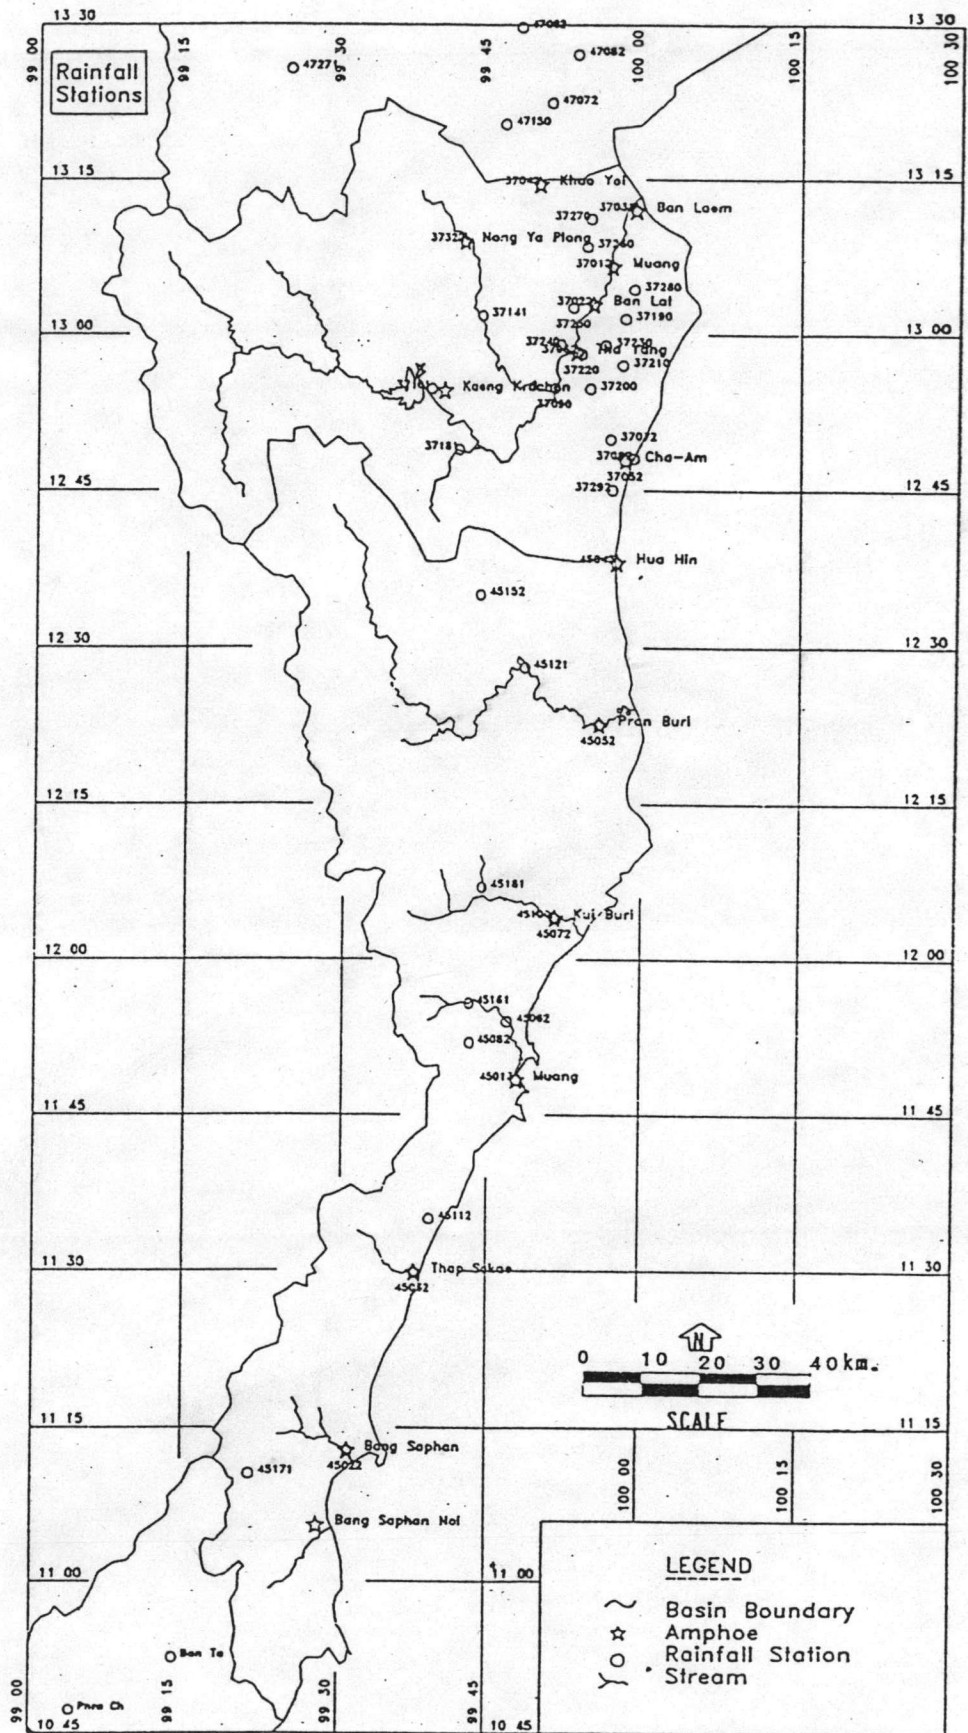 13 30
99 00
99 15
99 30
99 45
100 00
100 15
13 30
100 30
Rainfall
Stations
47271
47082
47072
47130
13 15
13 15
Khao Yoi
Ban Laem
37270
Nong Ya Plong
Muang
37280
Ban Lat
37190
37141
13 00
13 00
37240
37230
Tha Yang
37220
37210
Kaeng Krachan
37200
37090
37072
37181
Cha-Am
37052
37292
12 45
12 45
Hua Hin
45152
12 30
12 30
45121
Pran Buri
45052
12 15
12 15
45181
Kui Buri
45072
12 00
12 00
45161
45062
45082
Muang
11 45
11 45
45112
11 30
Thap Sakae
11 30
45032
N
0 10 20 30 40km.
SCALE
11 15
11 15
Bang Saphan
45022
45171
100 00
100 15
100 30
Bang Saphan Noi
11 00
11 00
LEGEND
Basin Boundary
Amphoe
Rainfall Station
Stream
99 00
99 15
99 30
99 45
10 45
10 45